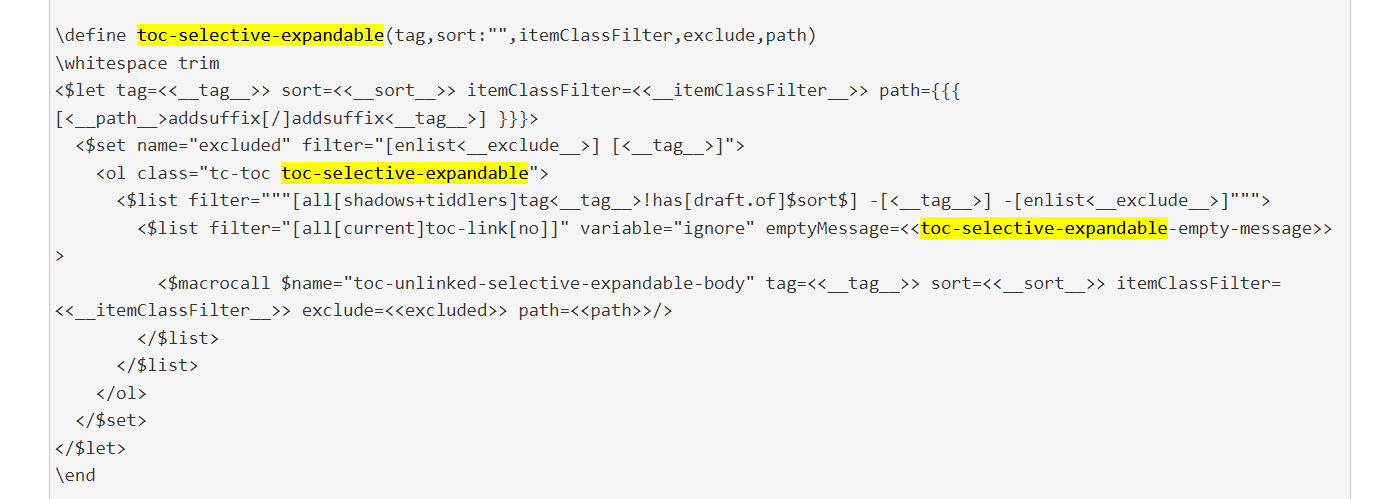 \define toc-selective-expandable(tag,sort:"",itemClassFilter,exclude,path)
\whitespace trim
<$let tag=<<__tag__>> sort=<<__sort__>> itemClassFilter=<<__itemClassFilter__>> path={{{
[<__path__>addsuffix[/]addsuffix<__tag__>] }}}>
  <$set name="excluded" filter="[enlist<__exclude__>] [<__tag__>]">
    <ol class="tc-toc toc-selective-expandable">
      <$list filter="""[all[shadows+tiddlers]tag<__tag__>!has[draft.of]$sort$] -[<__tag__>] -[enlist<__exclude__>]""">
        <$list filter="[all[current]toc-link[no]]" variable="ignore" emptyMessage=<<toc-selective-expandable-empty-message>>
>
          <$macrocall $name="toc-unlinked-selective-expandable-body" tag=<<__tag__>> sort=<<__sort__>> itemClassFilter=
<<__itemClassFilter__>> exclude=<<excluded>> path=<<path>>/>
        </$list>
      </$list>
    </ol>
  </$set>
</$let>
\end